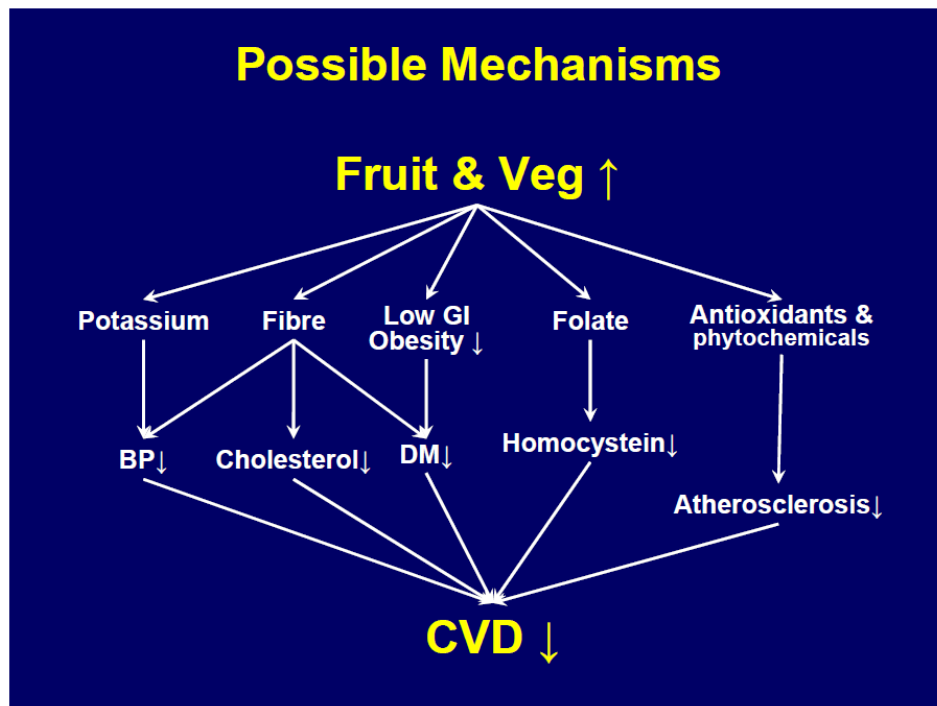 Possible Mechanisms
Fruit & Veg ↑
Potassium
Fibre
Low GI
Obesity ↓
Folate
Antioxidants &
phytochemicals
BP↓
Cholesterol↓
DM↓
Homocystein↓
Atherosclerosis↓
CVD ↓